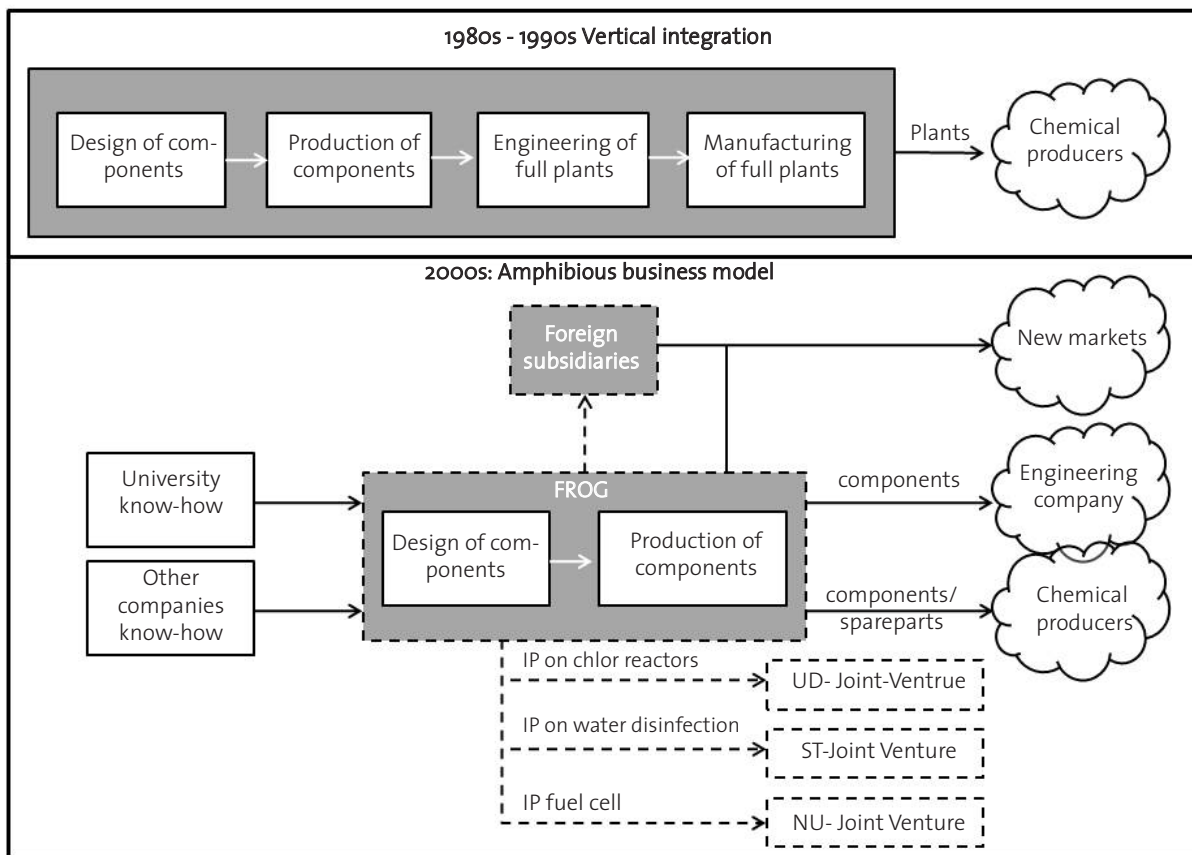 1980s - 1990s Vertical integration
Design of com-
ponents
Production of
components
Engineering of
full plants
Manufacturing
of full plants
Plants
Chemical
producers
2000s: Amphibious business model
Foreign
subsidiaries
New markets
University
know-how
Other
companies
know-how
FROG
Design of com-
ponents
Production of
components
components
Engineering
company
components/
spareparts
Chemical
producers
IP on chlor reactors
UD- Joint-Ventrue
IP on water disinfection
ST-Joint Venture
IP fuel cell
NU- Joint Venture